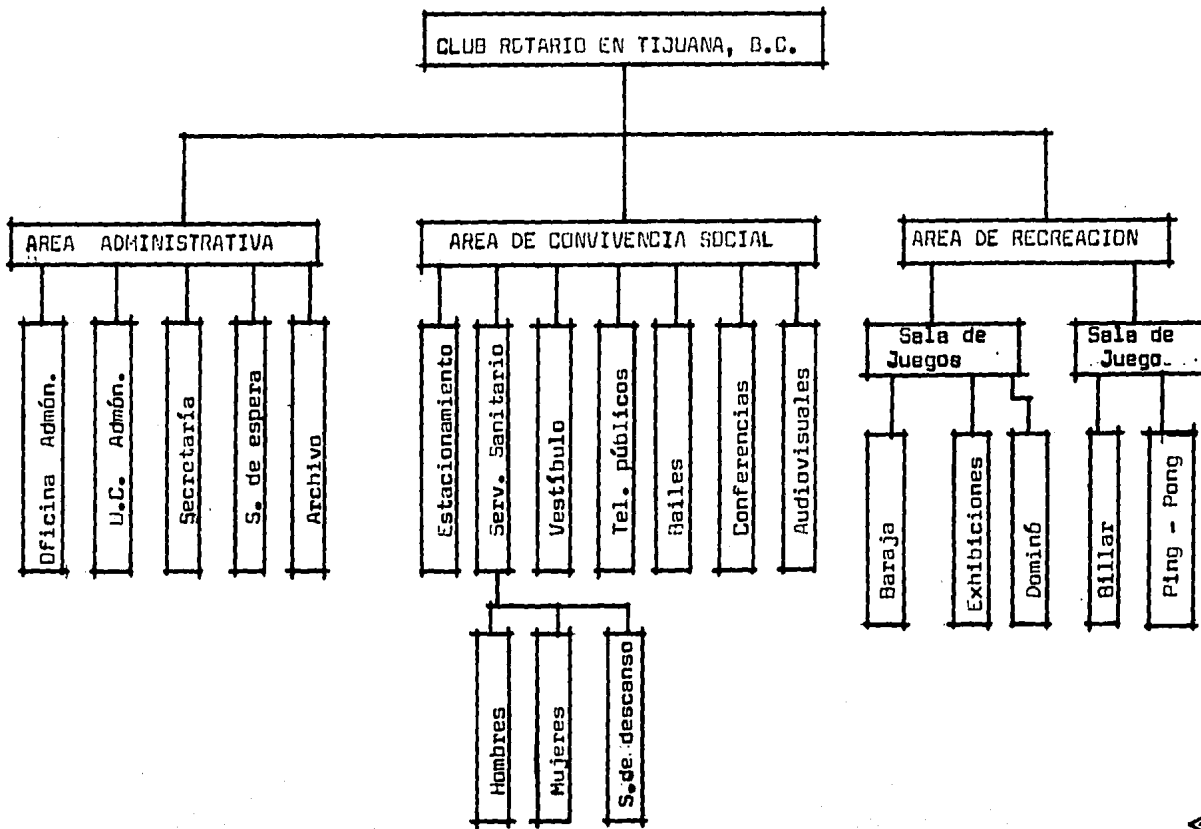 CLUB ROTARIO EN TIJUANA, B.C.
AREA ADMINISTRATIVA
AREA DE CONVIVENCIA SOCIAL
AREA DE RECREACION
Oficina Admón.
U.C. Admón.
Secretaría
S. de espera
Archivo
Estacionamiento
Serv. Sanitario
Vestíbulo
Tel. públicos
Bailes
Conferencias
Audiovisuales
Hombres
Mujeres
S. de descanso
Sala de
Juegos
Sala de
Juego
Baraja
Exhibiciones
Dominó
Billar
Ping - Pong